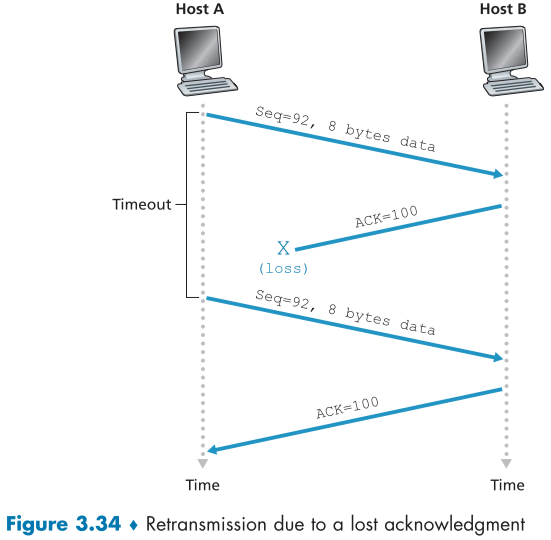 Host A
Host B
Seq=92, 8 bytes data
Timeout
ACK=100
X
(loss)
Seq=92, 8 bytes data
ACK=100
Time
Time
Figure 3.34 ♦ Retransmission due to a lost acknowledgment